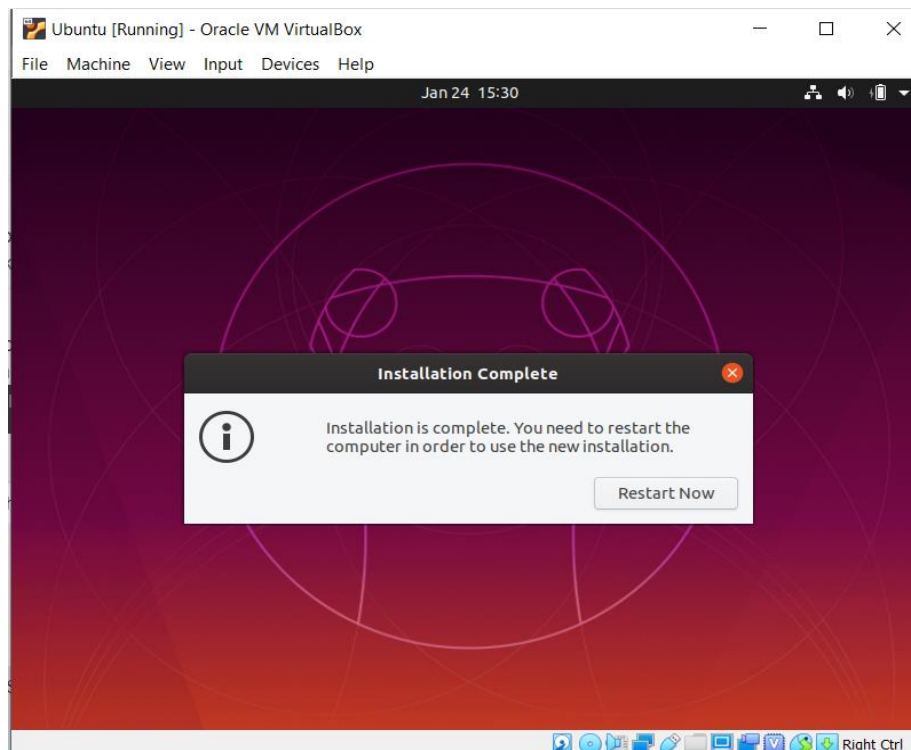 Ubuntu [Running] - Oracle VM VirtualBox
File Machine View Input Devices Help
Jan 24 15:30
Installation Complete
Installation is complete. You need to restart the
computer in order to use the new installation.
Restart Now
Right Ctrl